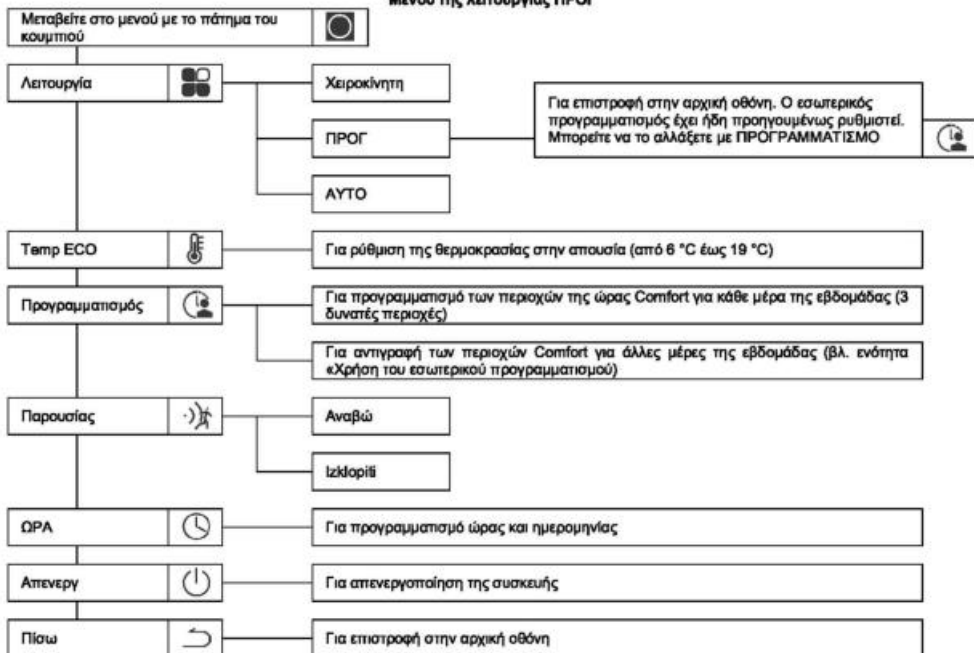 Μενού της λειτουργίας ΠΡΟΓ
Μεταβείτε στο μενού με το πάτημα του
κουμπιού
Λειτουργία
Χειροκίνητη
ΠΡΟΓ
Για επιστροφή στην αρχική οθόνη. Ο εσωτερικός
προγραμματισμός έχει ήδη προηγουμένως ρυθμιστεί.
Μπορείτε να το αλλάξετε με ΠΡΟΓΡΑΜΜΑΤΙΣΜΟ
ΑΥΤΟ
Temp ECO
Για ρύθμιση της θερμοκρασίας στην απουσία (από 6 °C έως 19 °C)
Προγραμματισμός
Για προγραμματισμό των περιοχών της ώρας Comfort για κάθε μέρα της εβδομάδας (3
δυνατές περιοχές)
Για αντιγραφή των περιοχών Comfort για άλλες μέρες της εβδομάδας (βλ. ενότητα
«Χρήση του εσωτερικού προγραμματισμού)
Παρουσίας
Αναβώ
Izklopiti
ΩΡΑ
Για προγραμματισμό ώρας και ημερομηνίας
Απενεργ
Για απενεργοποίηση της συσκευής
Πίσω
Για επιστροφή στην αρχική οθόνη